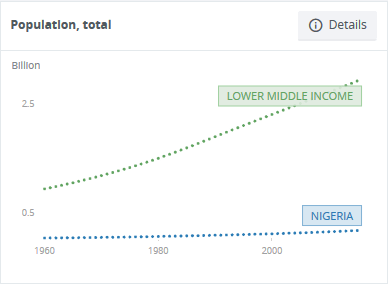 Population, total
Details
Billion
LOWER MIDDLE INCOME
2.5
0.5
NIGERIA
1960 1980 2000